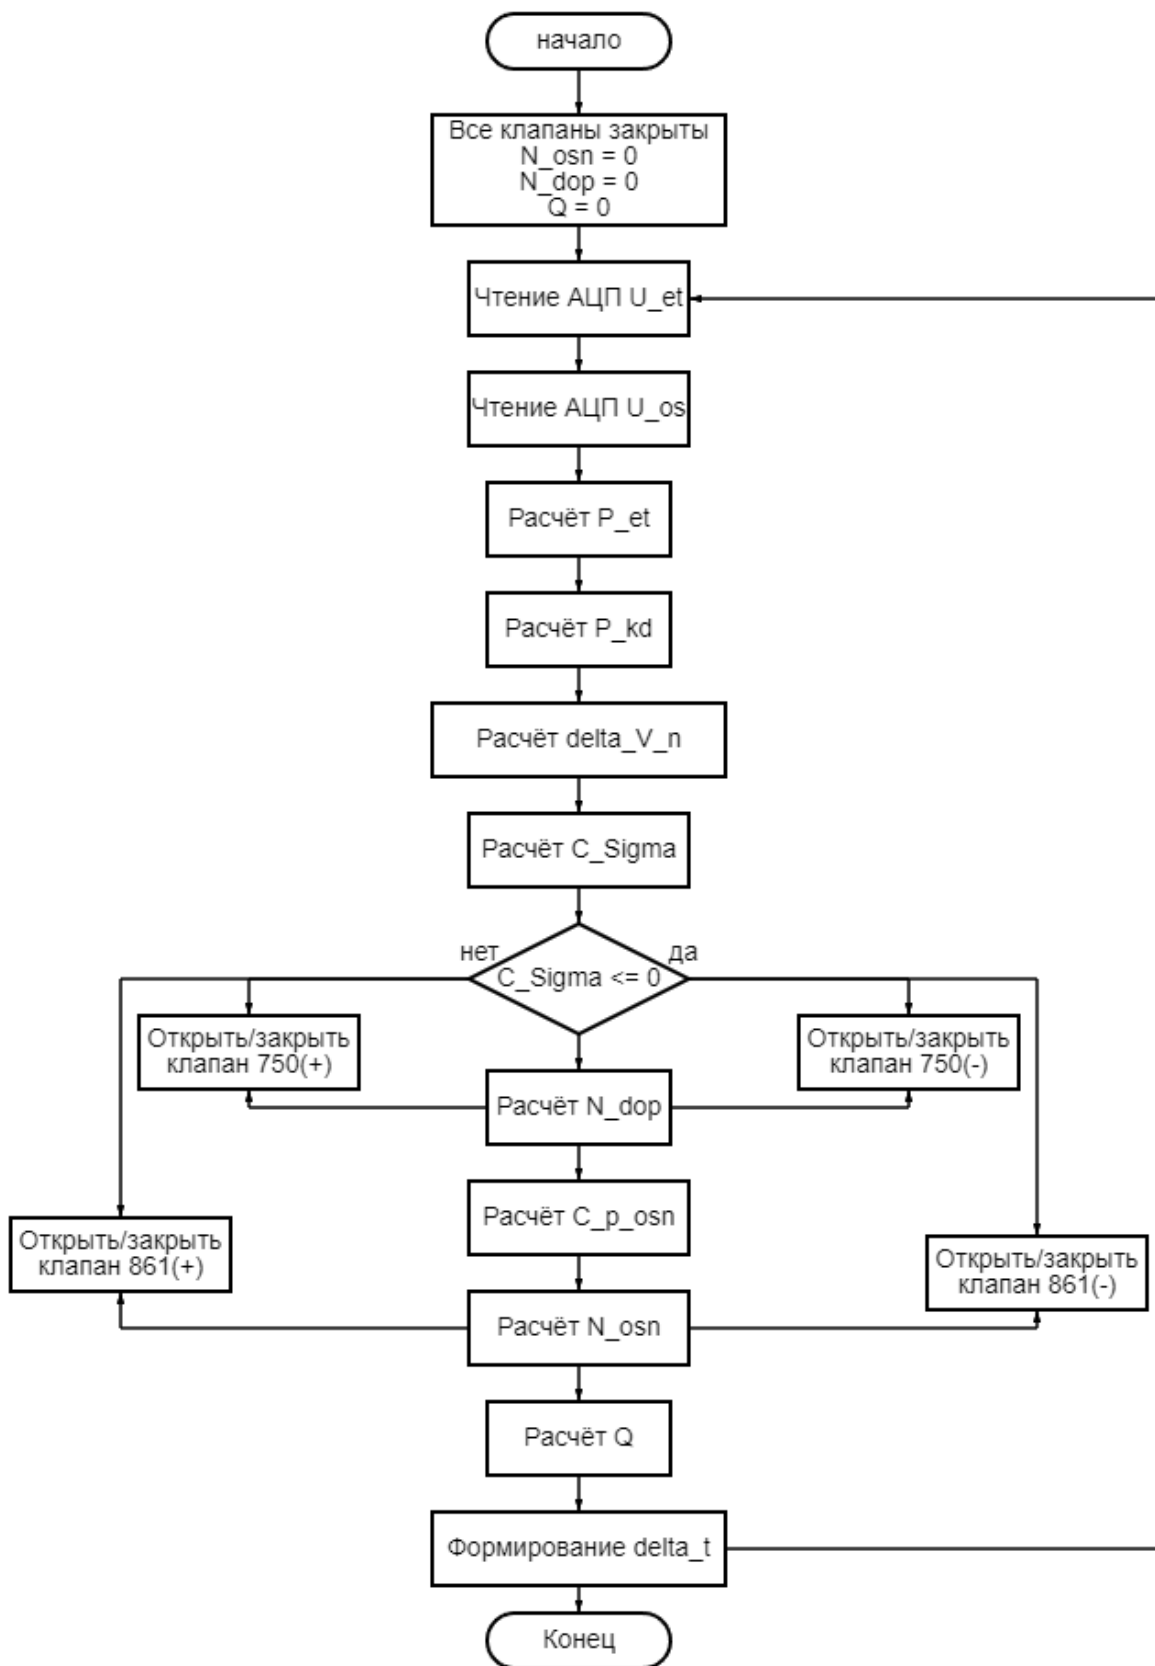 начало
Все клапаны закрыты
N_osn = 0
N_dop = 0
Q = 0
Чтение АЦП U_et
Чтение АЦП U_os
Расчёт P_et
Расчёт P_kd
Расчёт delta_V_n
Расчёт C_Sigma
нет
да
C_Sigma <= 0
Открыть/закрыть
клапан 750(+)
Открыть/закрыть
клапан 750(-)
Расчёт N_dop
Расчёт C_p_osn
Открыть/закрыть
клапан 861(+)
Открыть/закрыть
клапан 861(-)
Расчёт N_osn
Расчёт Q
Формирование delta_t
Конец